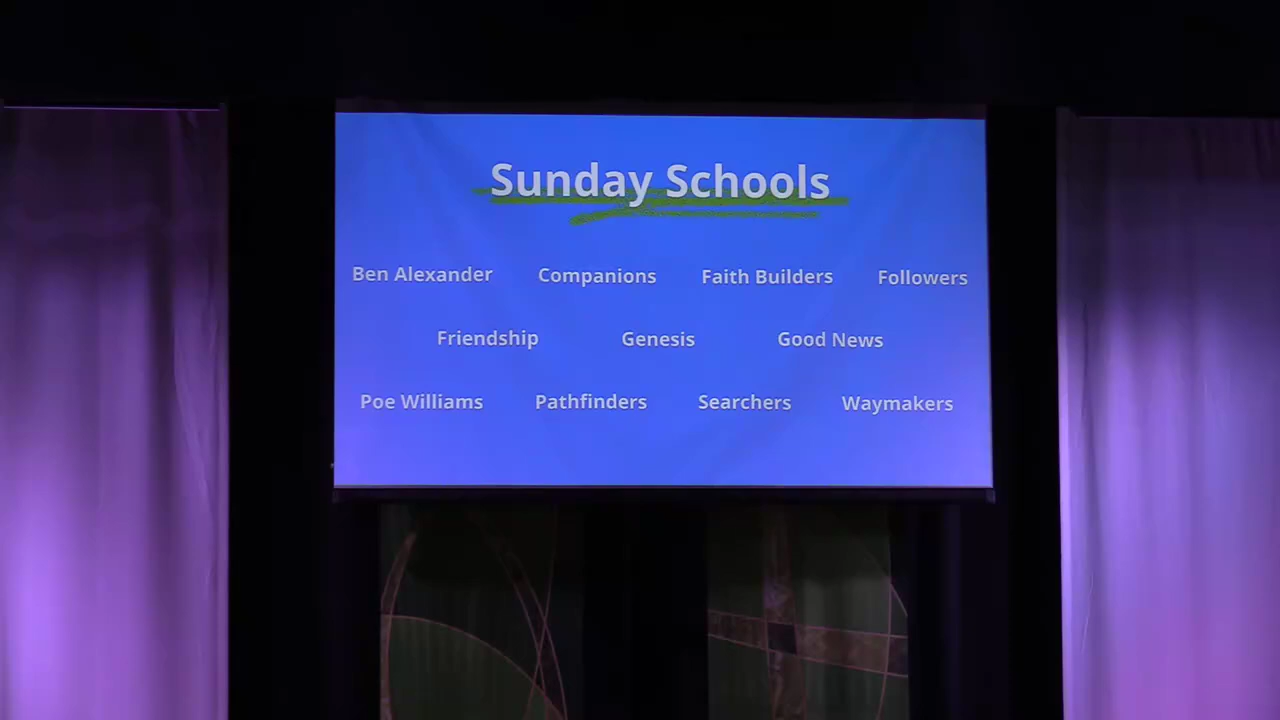 Sunday Schools
Ben Alexander Companions Faith Builders Followers
Friendship Genesis Good News
Poe Williams Pathfinders Searchers Waymakers